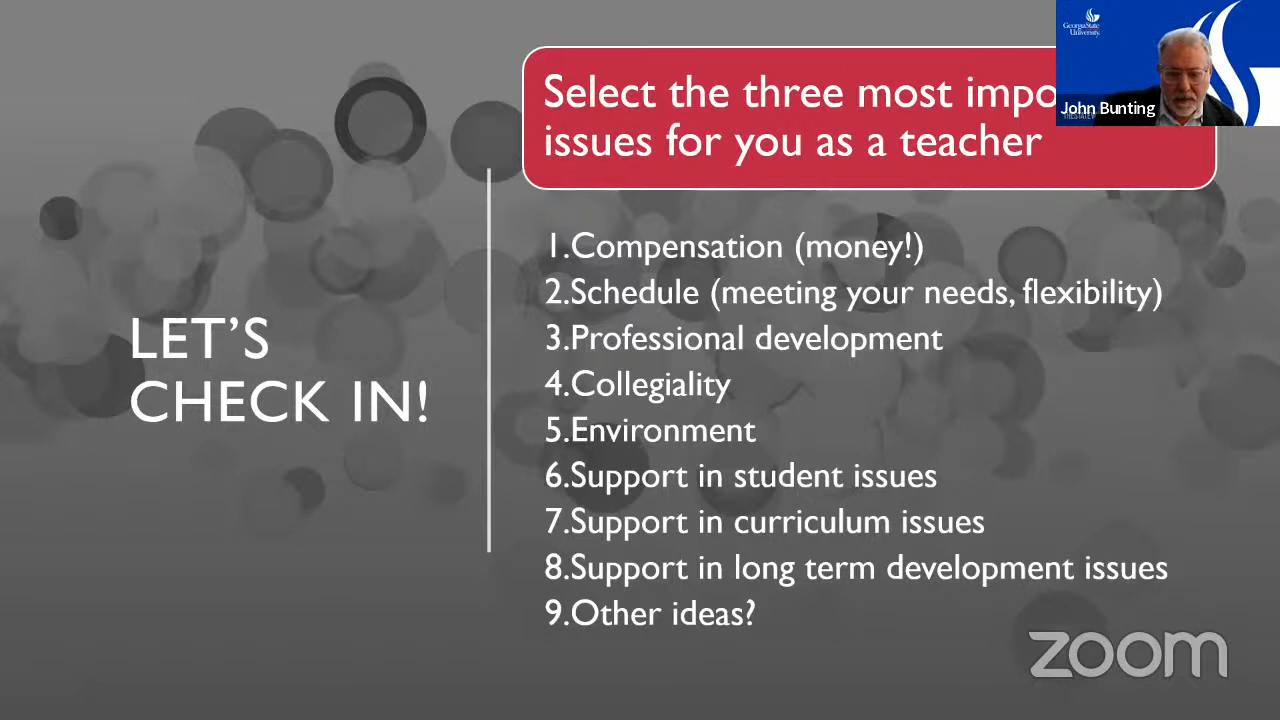 Select the three most impo
issues for you as a teacher
GeorgiaState
University
John Bunting
LET'S
CHECK IN!
1.Compensation (money!)
2.Schedule (meeting your needs, flexibility)
3.Professional development
4.Collegiality
5.Environment
6.Support in student issues
7.Support in curriculum issues
8.Support in long term development issues
9.Other ideas?
zoom